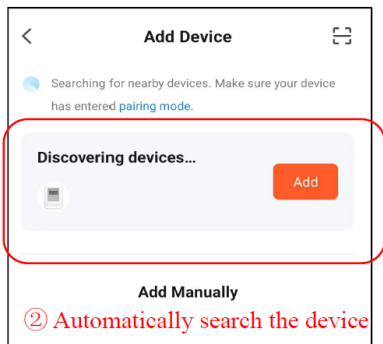 Add Device
Searching for nearby devices. Make sure your device
has entered pairing mode.
Discovering devices...
Add
Add Manually
② Automatically search the device